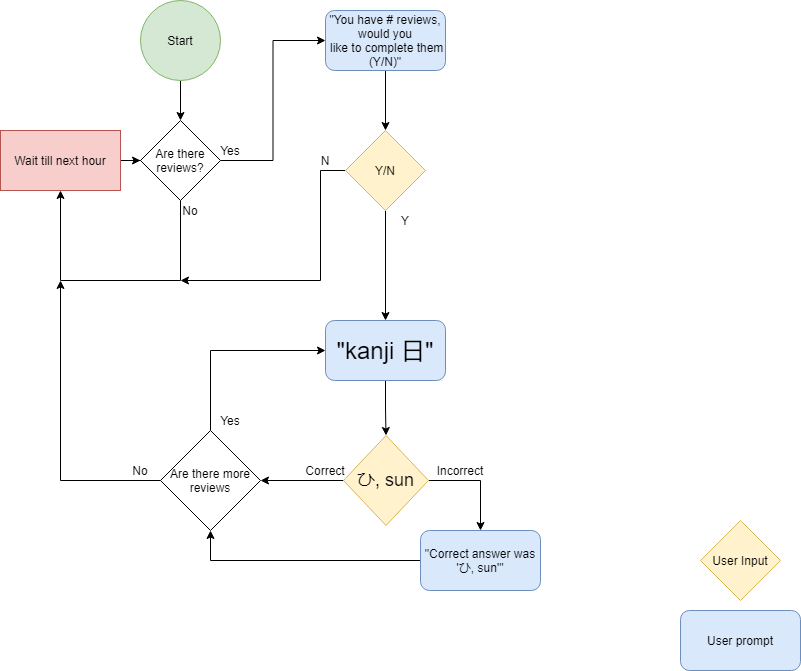 Start
"You have # reviews,
would you
like to complete them
(Y/N)"
Wait till next hour
Are there
reviews?
Yes
No
N
Y/N
Y
"kanji 日"
Yes
No
Are there more
reviews
Correct
ひ, sun
Incorrect
"Correct answer was
'ひ, sun'"
User Input
User prompt